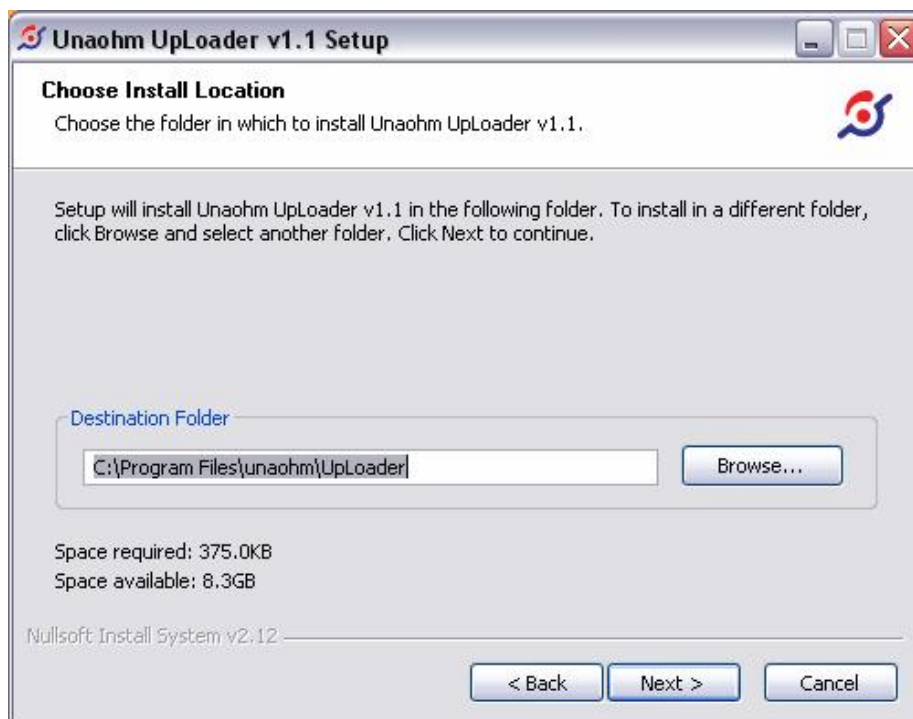 Unaohm UpLoader v1.1 Setup
Choose Install Location
Choose the folder in which to install Unaohm UpLoader v1.1.
Setup will install Unaohm UpLoader v1.1 in the following folder. To install in a different folder,
click Browse and select another folder. Click Next to continue.
Destination Folder
C:\Program Files\unaohm\UpLoader
Browse...
Space required: 375.0KB
Space available: 8.3GB
Nullsoft Install System v2.12
< Back
Next >
Cancel